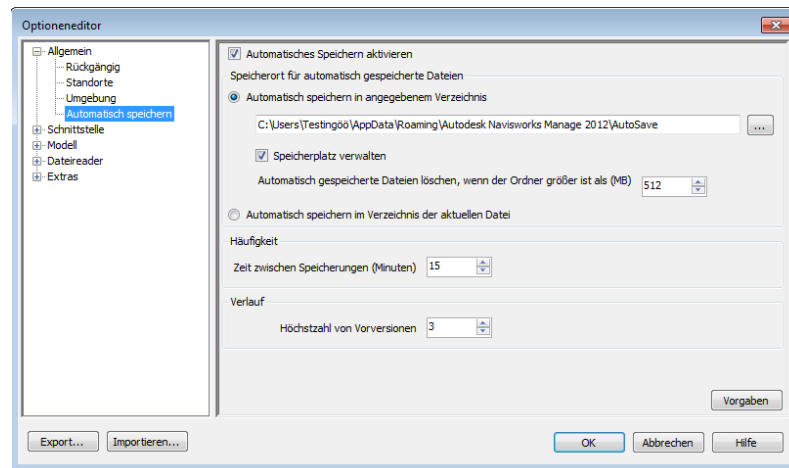 Optioneneditor
Allgemein
Rückgängig
Standorte
Umgebung
Automatisch speichern
Schnittstelle
Modell
Dateireader
Extras
Automatisches Speichern aktivieren
Speicherort für automatisch gespeicherte Dateien
Automatisch speichern in angegebenem Verzeichnis
C:\Users\Testingöö\AppData\Roaming\Autodesk Navisworks Manage 2012\AutoSave
...
Speicherplatz verwalten
Automatisch gespeicherte Dateien löschen, wenn der Ordner größer ist als (MB) 512
Automatisch speichern im Verzeichnis der aktuellen Datei
Häufigkeit
Zeit zwischen Speicherungen (Minuten) 15
Verlauf
Höchstzahl von Vorversionen 3
Vorgaben
Export... Importieren... OK Abbrechen Hilfe